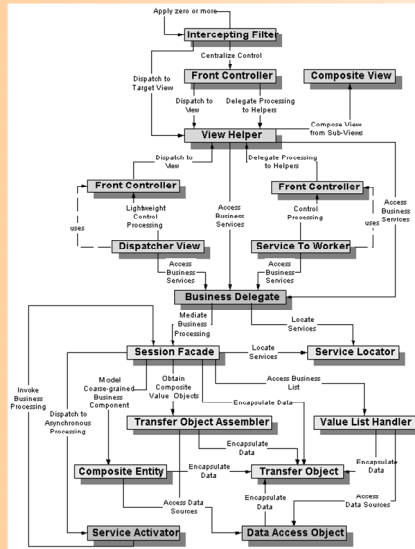 Apply zero or more
Intercepting Filter
Centralize Control
Dispatch to
Target View
Front Controller
Composite View
Dispatch to
View
Delegate Processing
to Helpers
Compose View
from Sub-Views
View Helper
Dispatch to
View
Delegate Processing
to Helpers
Front Controller
Front Controller
Access
Business
Services
Access
Business
Services
Lightweight
Control
Processing
Control
Processing
uses
uses
Dispatcher View
Service To Worker
Access
Business
Services
Access
Business
Services
Business Delegate
Mediate
Business
Processing
Locate
Services
Session Facade
Locate
Services
Service Locator
Invoke
Business
Processing
Model
Coarse-grained
Business
Component
Obtain
Composite
Value Objects
Access Business
List
Dispatch to
Asynchronous
Processing
Encapsulate Data
Transfer Object Assembler
Value List Handler
Encapsulate
Data
Composite Entity
Encapsulate
Data
Transfer Object
Encapsulate
Data
Access Data
Sources
Encapsulate
Data
Access
Data Sources
Service Activator
Data Access Object